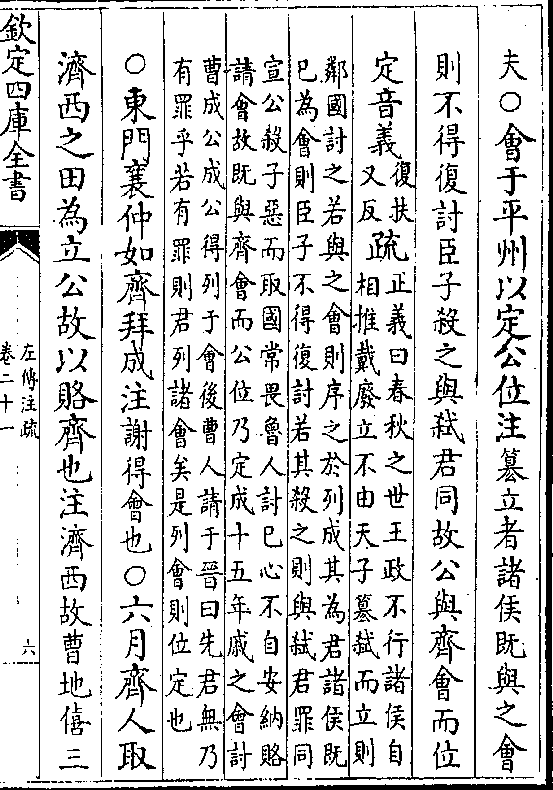 夫○會于平州以定公位注簒立者諸侯既與之會
則不得復討臣子殺之與弒君同故公與齊會而位
定音義復扶又反疏正義曰春秋之世王政不行諸侯自
相推戴廢立不由天子簒弒而立則
鄰國討之若與之會則序之於列成其為君諸侯既
已為會則臣子不得復討若其殺之則與弒君罪同
宣公殺子惡而取國常畏魯人討已心不自安納賂
請會故既與齊會而公位乃定成十五年戚之會討
曹成公成公得列于會後曹人請于晉曰先君無乃
有罪乎若有罪則君列諸會矣是列會則位定也
○東門襄仲如齊拜成注謝得會也○六月齊人取
濟西之田為立公故以賂齊也注濟西故曹地僖三
欽定四庫全書
左傳注疏
卷二十一
六